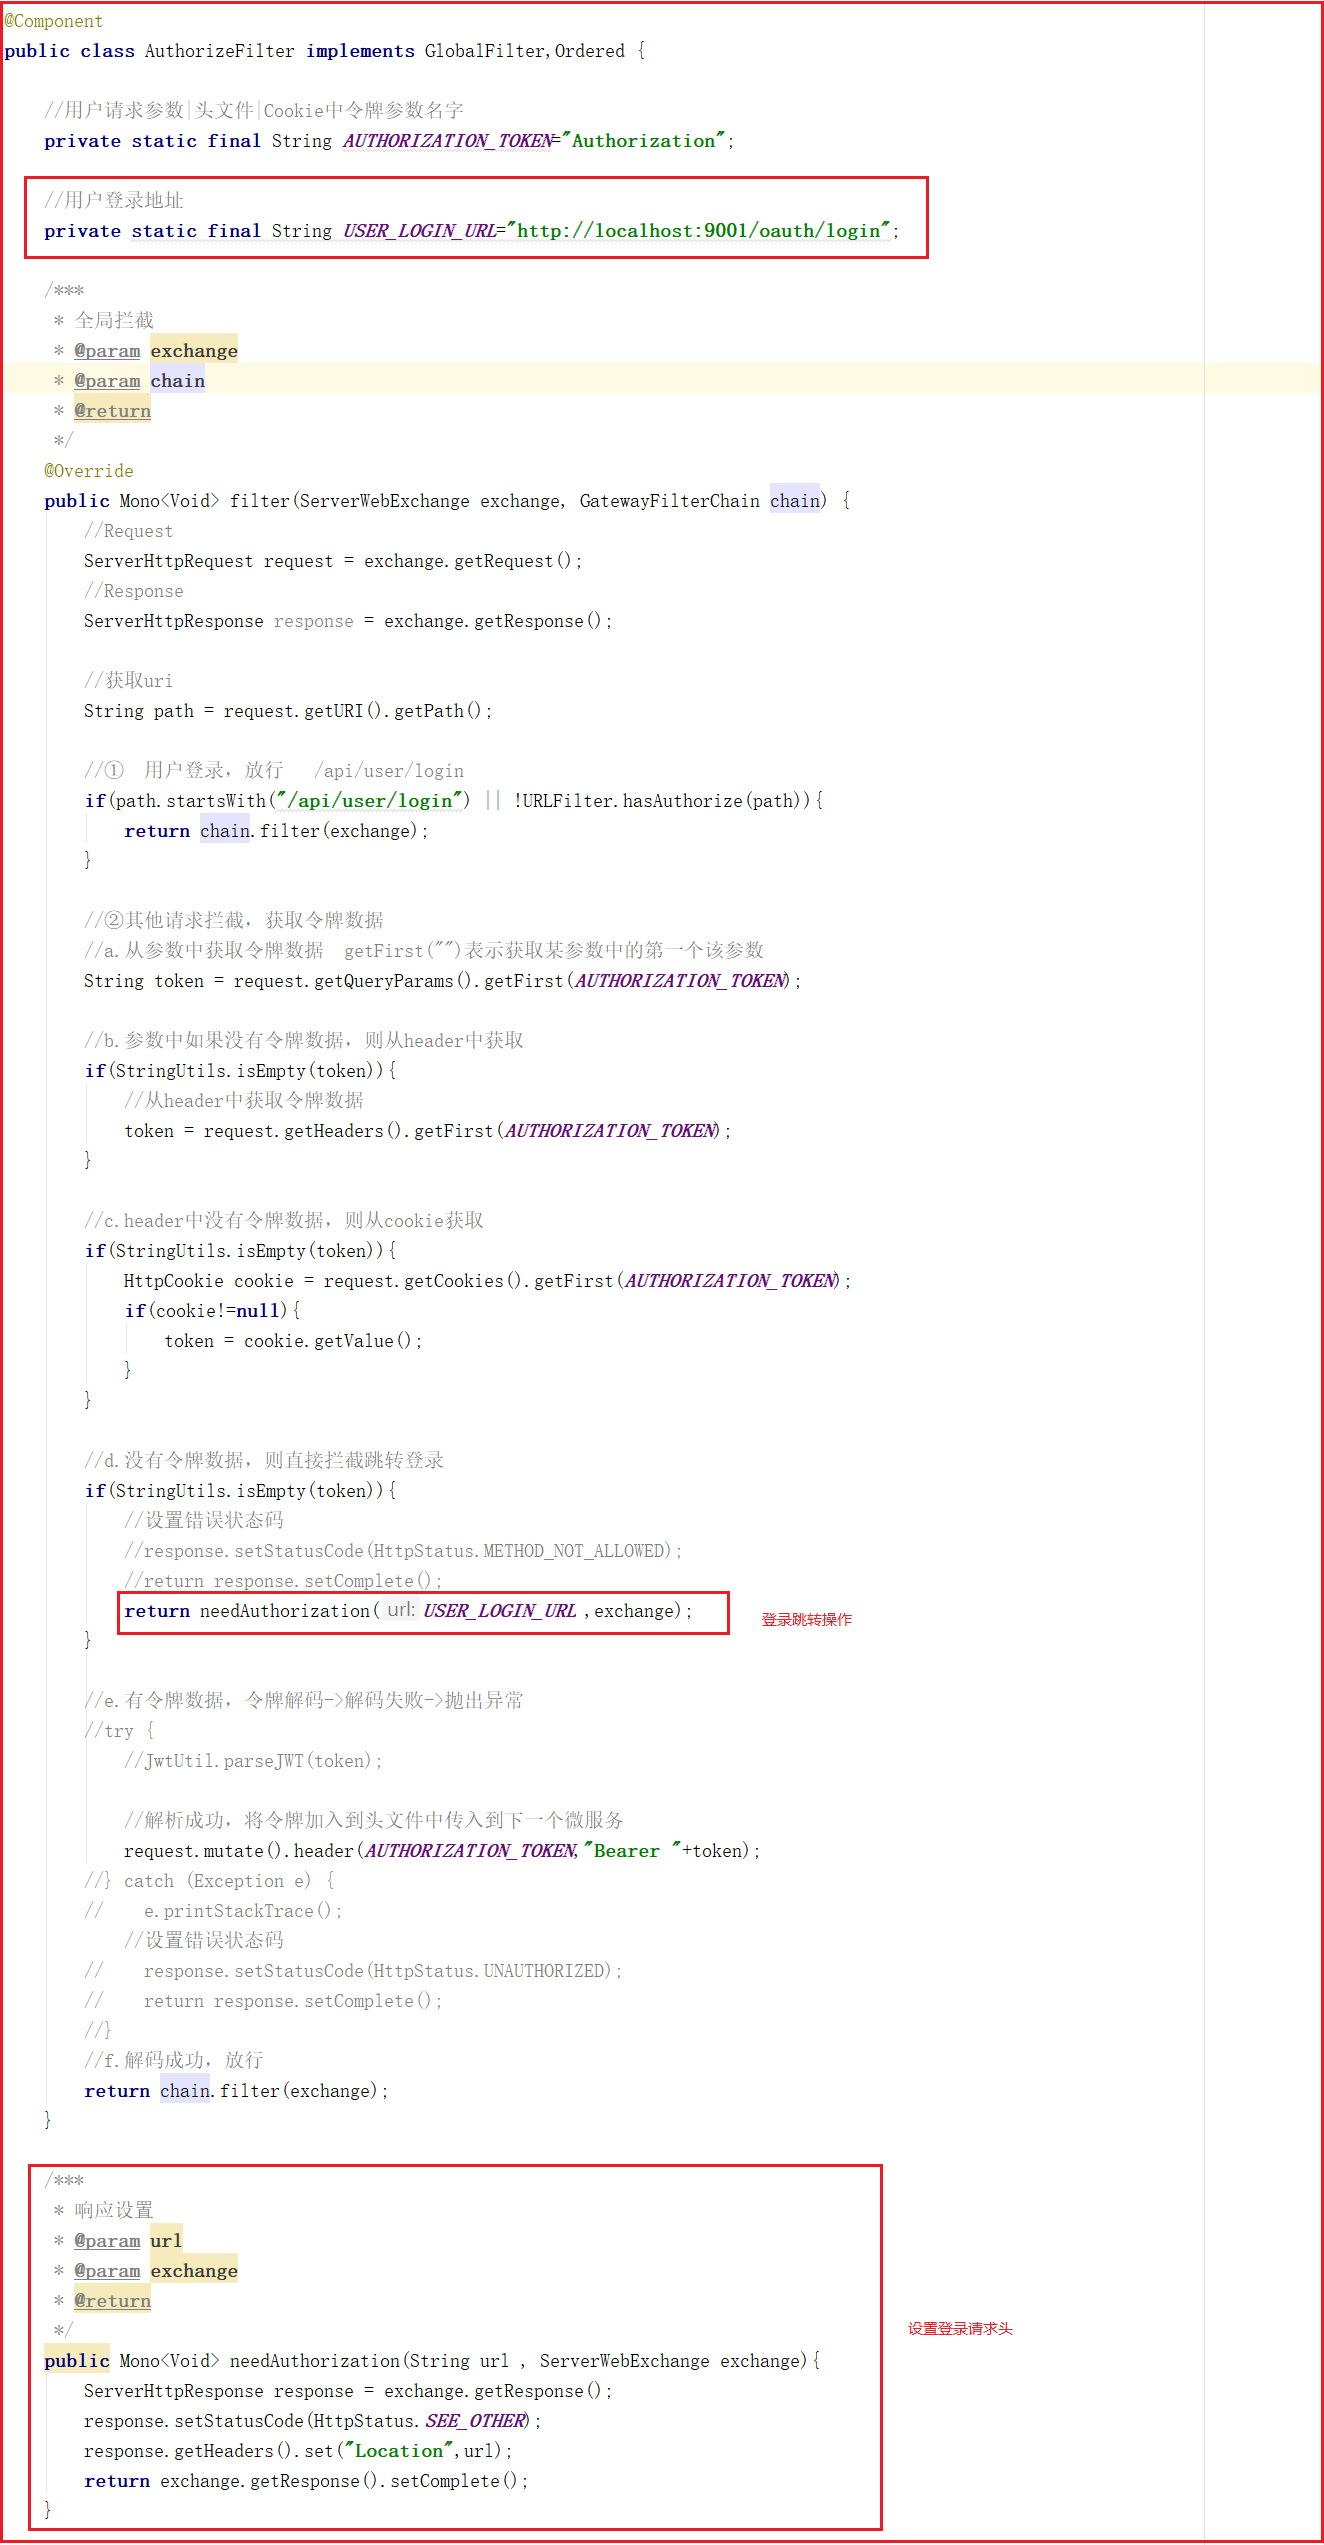 @Component
public class AuthorizeFilter implements GlobalFilter,Ordered {
//用户请求参数|头文件|Cookie中令牌参数名字
private static final String AUTHORIZATION_TOKEN="Authorization";
//用户登录地址
private static final String USER_LOGIN_URL="http://localhost:9001/oauth/login";
/***
* 全局拦截
* @param exchange
* @param chain
* @return
*/
@Override
public Mono<Void> filter(ServerWebExchange exchange, GatewayFilterChain chain) {
//Request
ServerHttpRequest request = exchange.getRequest();
//Response
ServerHttpResponse response = exchange.getResponse();
//获取uri
String path = request.getURI().getPath();
//① 用户登录，放行 /api/user/login
if(path.startsWith("/api/user/login") || !URLFilter.hasAuthorize(path)){
return chain.filter(exchange);
}
//②其他请求拦截，获取令牌数据
//a.从参数中获取令牌数据 getFirst("")表示获取某参数中的第一个该参数
String token = request.getQueryParams().getFirst(AUTHORIZATION_TOKEN);
//b.参数中如果没有令牌数据，则从header中获取
if(StringUtils.isEmpty(token)){
//从header中获取令牌数据
token = request.getHeaders().getFirst(AUTHORIZATION_TOKEN);
}
//c.header中没有令牌数据，则从cookie获取
if(StringUtils.isEmpty(token)){
HttpCookie cookie = request.getCookies().getFirst(AUTHORIZATION_TOKEN);
if(cookie!=null){
token = cookie.getValue();
}
}
//d.没有令牌数据，则直接拦截跳转登录
if(StringUtils.isEmpty(token)){
//设置错误状态码
//response.setStatusCode(HttpStatus.METHOD_NOT_ALLOWED);
//return response.setComplete();
return needAuthorization( url: USER_LOGIN_URL ,exchange); 登录跳转操作
}
//e.有令牌数据，令牌解码->解码失败->抛出异常
//try {
//JwtUtil.parseJWT(token);
//解析成功，将令牌加入到头文件中传入到下一个微服务
request.mutate().header(AUTHORIZATION_TOKEN,"Bearer "+token);
//} catch (Exception e) {
// e.printStackTrace();
//设置错误状态码
// response.setStatusCode(HttpStatus.UNAUTHORIZED);
// return response.setComplete();
//}
//f.解码成功，放行
return chain.filter(exchange);
}
/***
* 响应设置
* @param url
* @param exchange
* @return
*/
设置登录请求头
public Mono<Void> needAuthorization(String url , ServerWebExchange exchange){
ServerHttpResponse response = exchange.getResponse();
response.setStatusCode(HttpStatus.SEE_OTHER);
response.getHeaders().set("Location",url);
return exchange.getResponse().setComplete();
}